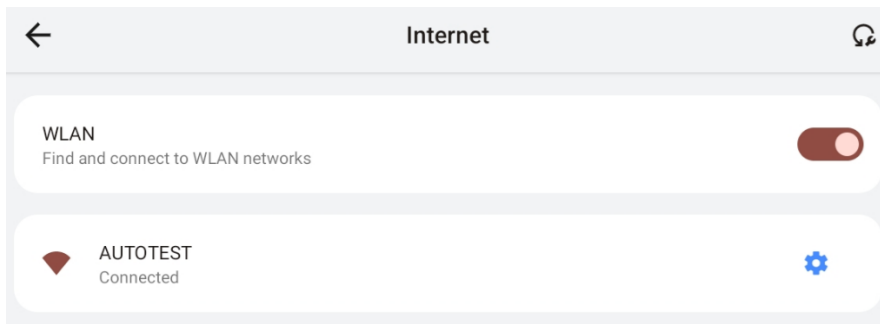 Internet
WLAN
Find and connect to WLAN networks
AUTOTEST
Connected